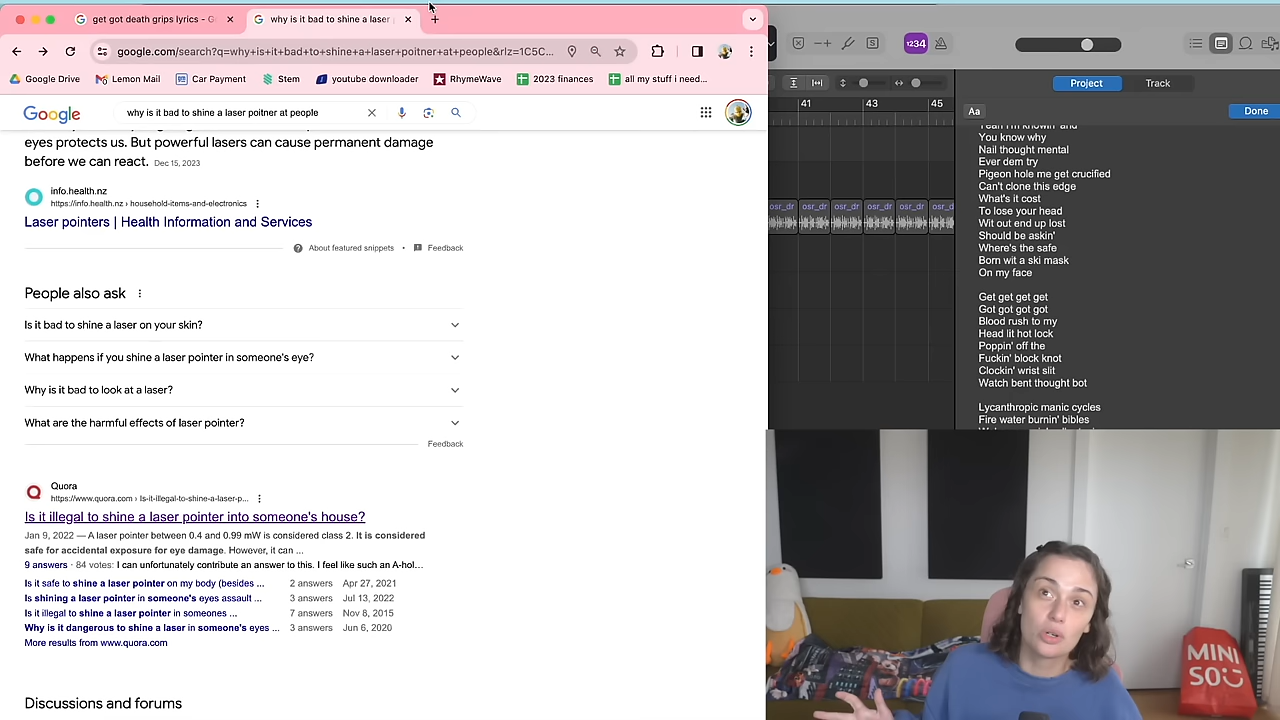 get got death grips lyrics - G
why is it bad to shine a laser
google.com/search?q=why+is+it+bad+to+shine+a+laser+poitner+at+people&rlz=1C5C...
Google Drive
Lemon Mail
Car Payment
Stem
youtube downloader
RhymeWave
2023 finances
all my stuff i need...
Google
why is it bad to shine a laser poitner at people
eyes protects us. But powerful lasers can cause permanent damage
before we can react. Dec 15, 2023
info.health.nz
https://info.health.nz › household-items-and-electronics
Laser pointers | Health Information and Services
About featured snippets • Feedback
People also ask
Is it bad to shine a laser on your skin?
What happens if you shine a laser pointer in someone's eye?
Why is it bad to look at a laser?
What are the harmful effects of laser pointer?
Feedback
Quora
https://www.quora.com › Is-it-illegal-to-shine-a-laser-p...
Is it illegal to shine a laser pointer into someone's house?
Jan 9, 2022 — A laser pointer between 0.4 and 0.99 mW is considered class 2. It is considered
safe for accidental exposure for eye damage. However, it can ...
9 answers · 84 votes: I can unfortunately contribute an answer to this. I feel like such an A-hol...
Is it safe to shine a laser pointer on my body (besides ... 2 answers Apr 27, 2021
Is shining a laser pointer in someone's eyes assault ... 3 answers Jul 13, 2022
Is it illegal to shine a laser pointer in someones ... 7 answers Nov 8, 2015
Why is it dangerous to shine a laser in someone's eyes ... 3 answers Jun 6, 2020
More results from www.quora.com
Discussions and forums
1234
41 43 45
osr_dr osr_dr osr_dr osr_dr osr_dr osr_d
Project
Track
Aa
Done
Yeah I'm knowin' and
You know why
Nail thought mental
Ever dem try
Pigeon hole me get crucified
Can't clone this edge
What's it cost
To lose your head
Wit out end up lost
Should be askin'
Where's the safe
Born wit a ski mask
On my face
Get get get get
Got got got got
Blood rush to my
Head lit hot lock
Poppin' off the
Fuckin' block knot
Clockin' wrist slit
Watch bent thought bot
Lycanthropic manic cycles
Fire water burnin' bibles
MINI
SO